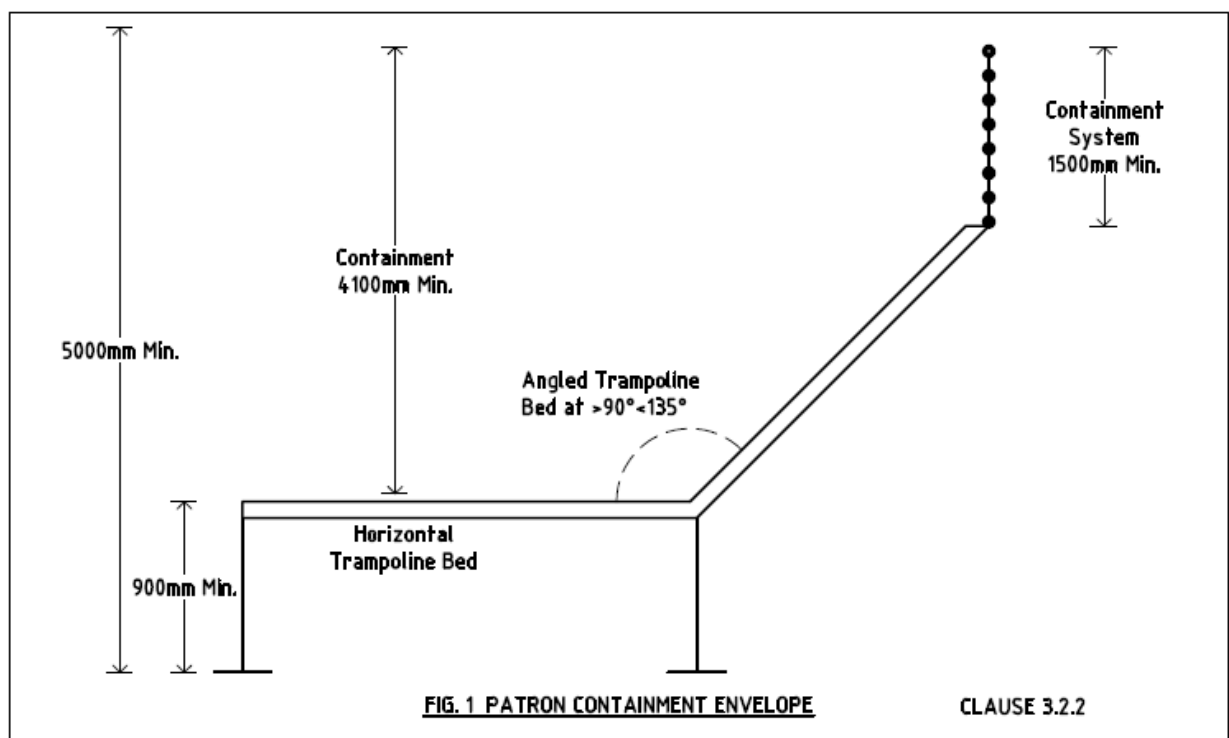 Containment
System
1500mm Min.
Containment
4100mm Min.
5000mm Min.
Angled Trampoline
Bed at >90°<135°
Horizontal
Trampoline Bed
900mm Min.
FIG. 1 PATRON CONTAINMENT ENVELOPE
CLAUSE 3.2.2